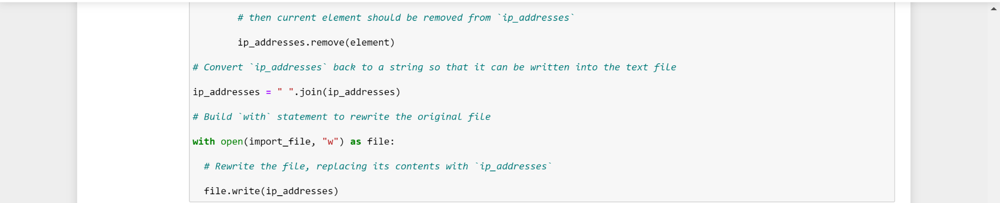 # then current element should be removed from `ip_addresses`
ip_addresses.remove(element)
# Convert `ip_addresses` back to a string so that it can be written into the text file
ip_addresses = " ".join(ip_addresses)
# Build `with` statement to rewrite the original file
with open(import_file, "w") as file:
# Rewrite the file, replacing its contents with `ip_addresses`
file.write(ip_addresses)